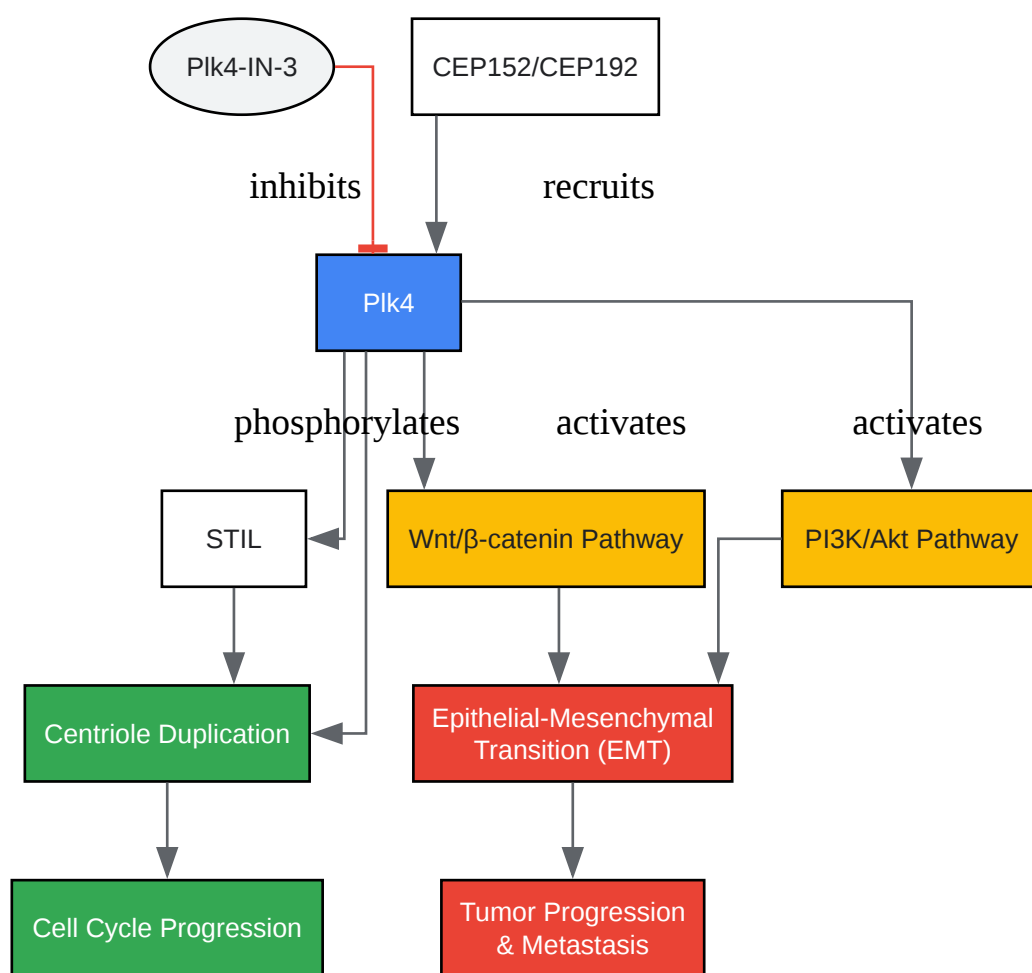 Plk4-IN-3
CEP152/CEP192
inhibits
recruits
Plk4
phosphorylates
activates
activates
STIL
Wnt/β-catenin Pathway
PI3K/Akt Pathway
Centriole Duplication
Epithelial-Mesenchymal
Transition (EMT)
Cell Cycle Progression
Tumor Progression
& Metastasis